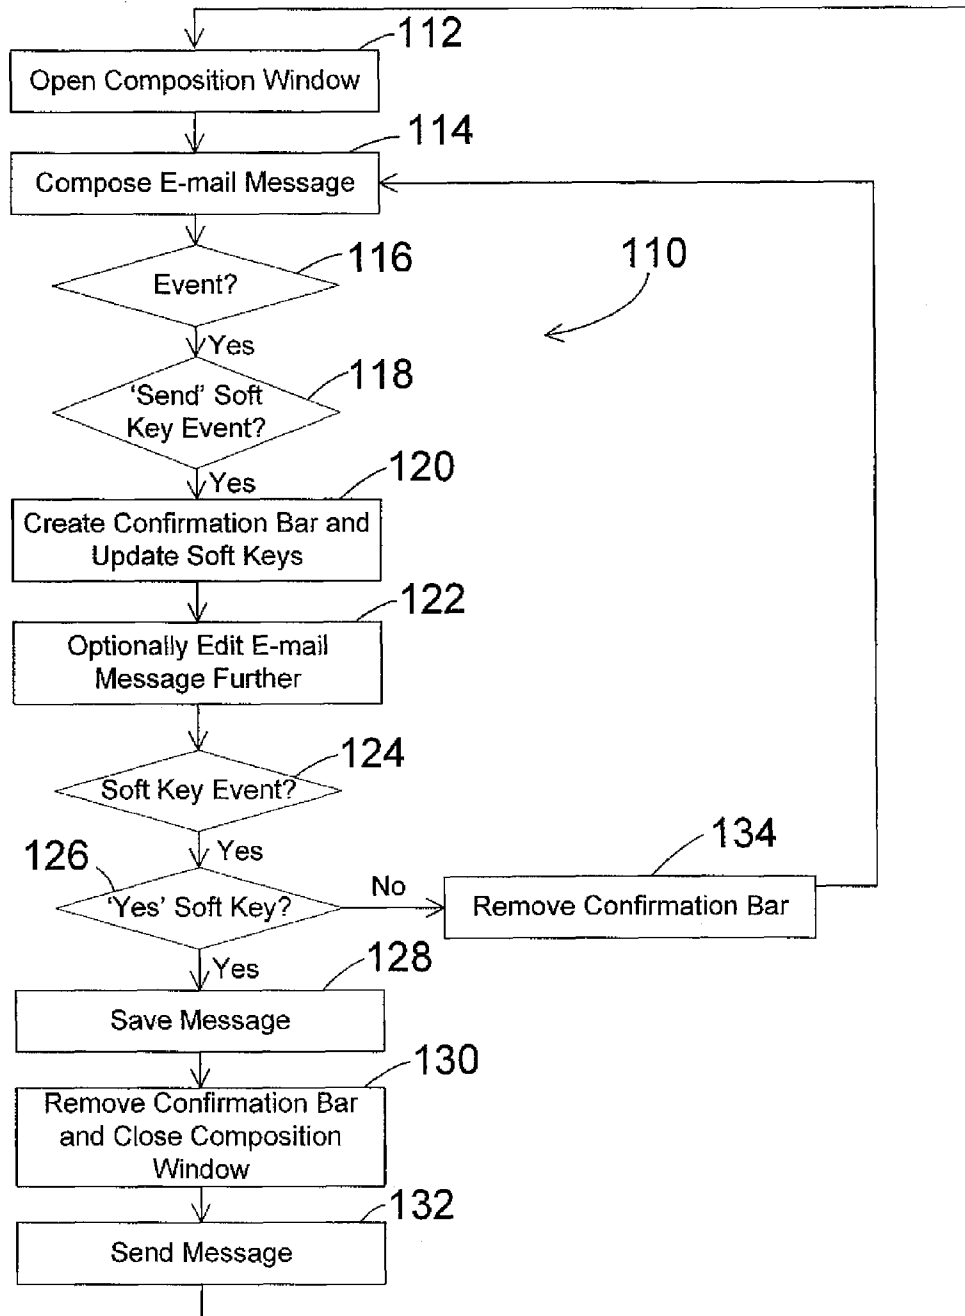 112
Open Composition Window
114
Compose E-mail Message
116
110
Event?
Yes
118
'Send' Soft
Key Event?
Yes
120
Create Confirmation Bar and
Update Soft Keys
122
Optionally Edit E-mail
Message Further
124
Soft Key Event?
Yes
126
134
'Yes' Soft Key?
No
Remove Confirmation Bar
Yes
128
Save Message
130
Remove Confirmation Bar
and Close Composition
Window
132
Send Message